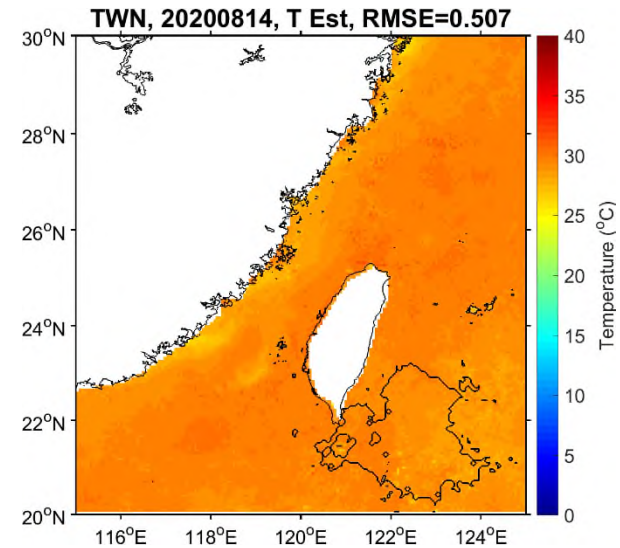 TWN, 20200814, T Est, RMSE=0.507
30°N
28°N
26°N
24°N
22°N
20°N
116°E 118°E 120°E 122°E 124°E
40
35
30
25
20
15
10
5
0
Temperature (°C)